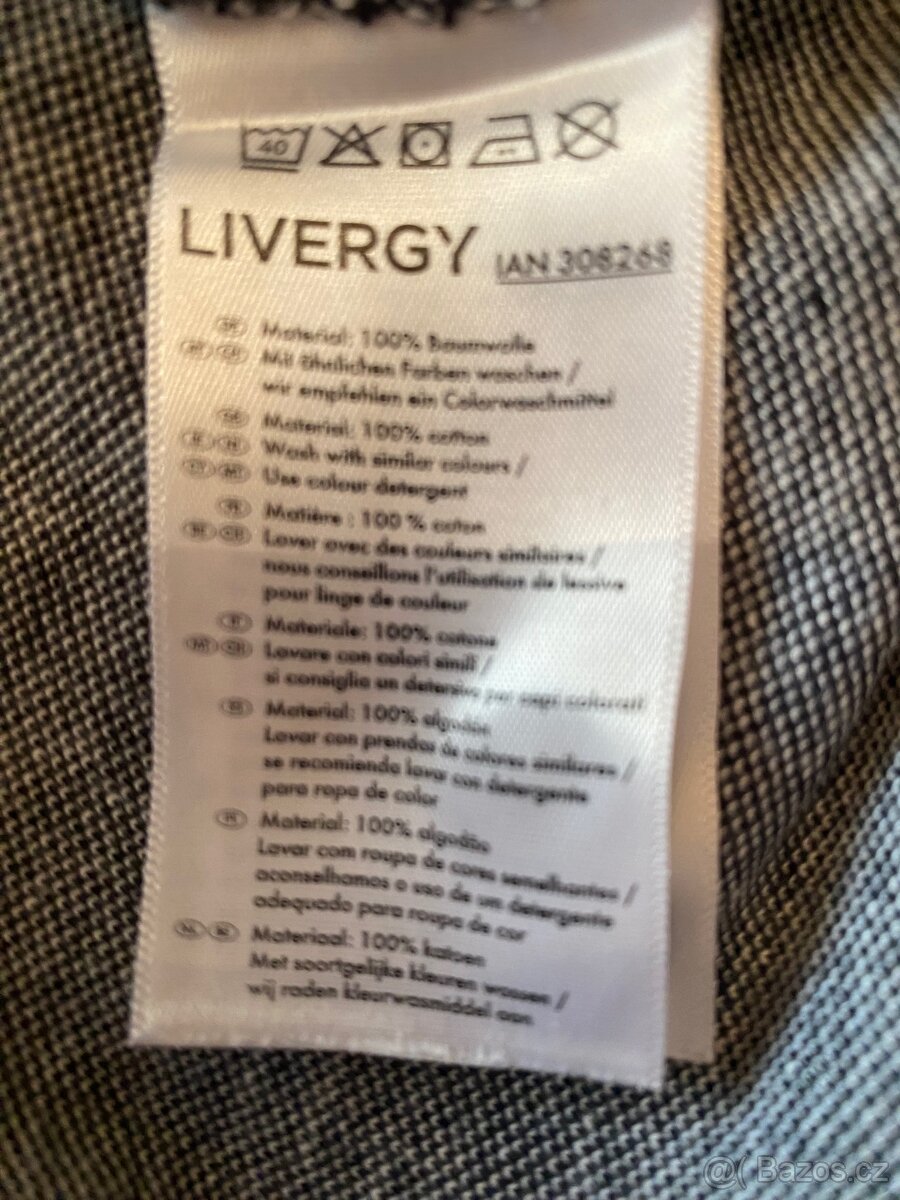 40
LIVERGY IAN 308268
Material: 100% Baumwolle
Mit ähnlichen Farben waschen /
wir empfehlen ein Colorwaschmittel
Material: 100% cotton
Wash with similar colours /
Use colour detergent
Matière : 100 % coton
Laver avec des couleurs similaires /
nous conseillons l'utilisation de lessive
pour linge de couleur
Materiale: 100% cotone
Lavare con colori simili /
si consiglia un detersivo per capi colorati
Material: 100% algodón
Lavar con prendas de colores similares /
se recomienda lavar con detergente
para ropa de color
Material: 100% algodão
Lavar com roupa de cores semelhantes /
aconselhamos o uso de um detergente
adequado para roupa de cor
Materiaal: 100% katoen
Met soortgelijke kleuren wassen /
wij raden kleurwasmiddel aan
@( Bazos.cz